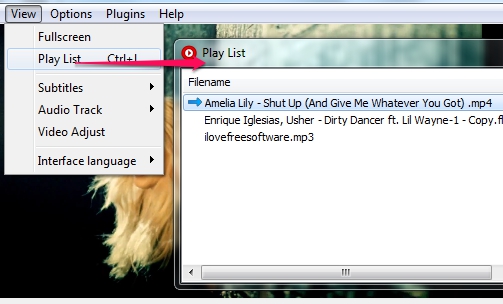 View Options Plugins Help
Fullscreen
Play List Ctrl+L
Subtitles
Audio Track
Video Adjust
Interface language
Play List
Filename
Amelia Lily - Shut Up (And Give Me Whatever You Got) .mp4
Enrique Iglesias, Usher - Dirty Dancer ft. Lil Wayne-1 - Copy.fl
ilovefreesoftware.mp3